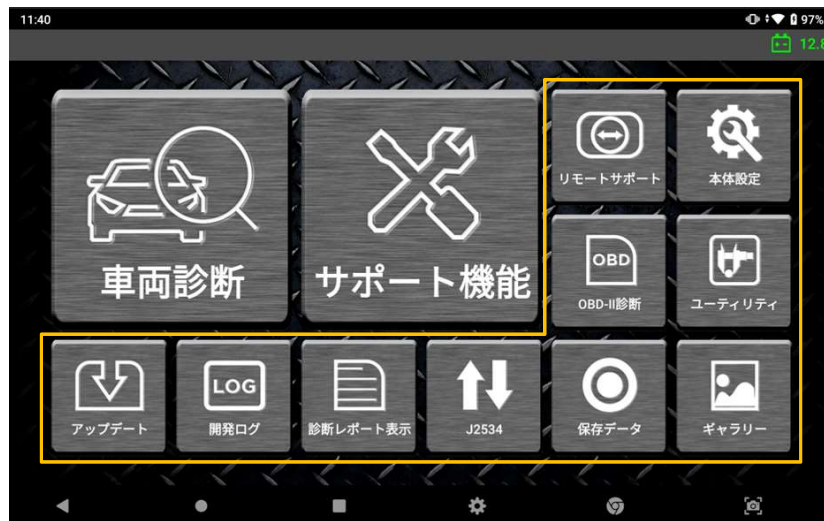 11:40
97%
12.8
リモートサポート
本体設定
車両診断
サポート機能
OBD
OBD-II診断
ユーティリティ
アップデート
LOG
開発ログ
診断レポート表示
J2534
保存データ
ギャラリー